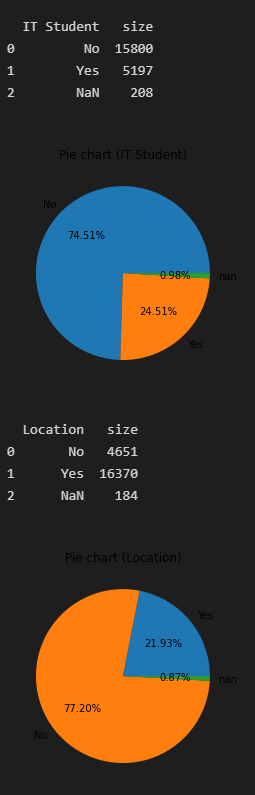 IT Student size
0 No 15800
1 Yes 5197
2 NaN 208
Pie chart (IT Student)
No
74.51%
0.98% nan
24.51%
Yes
Location size
0 No 4651
1 Yes 16370
2 NaN 184
Pie chart (Location)
Yes
21.93%
0.87% nan
77.20%
No